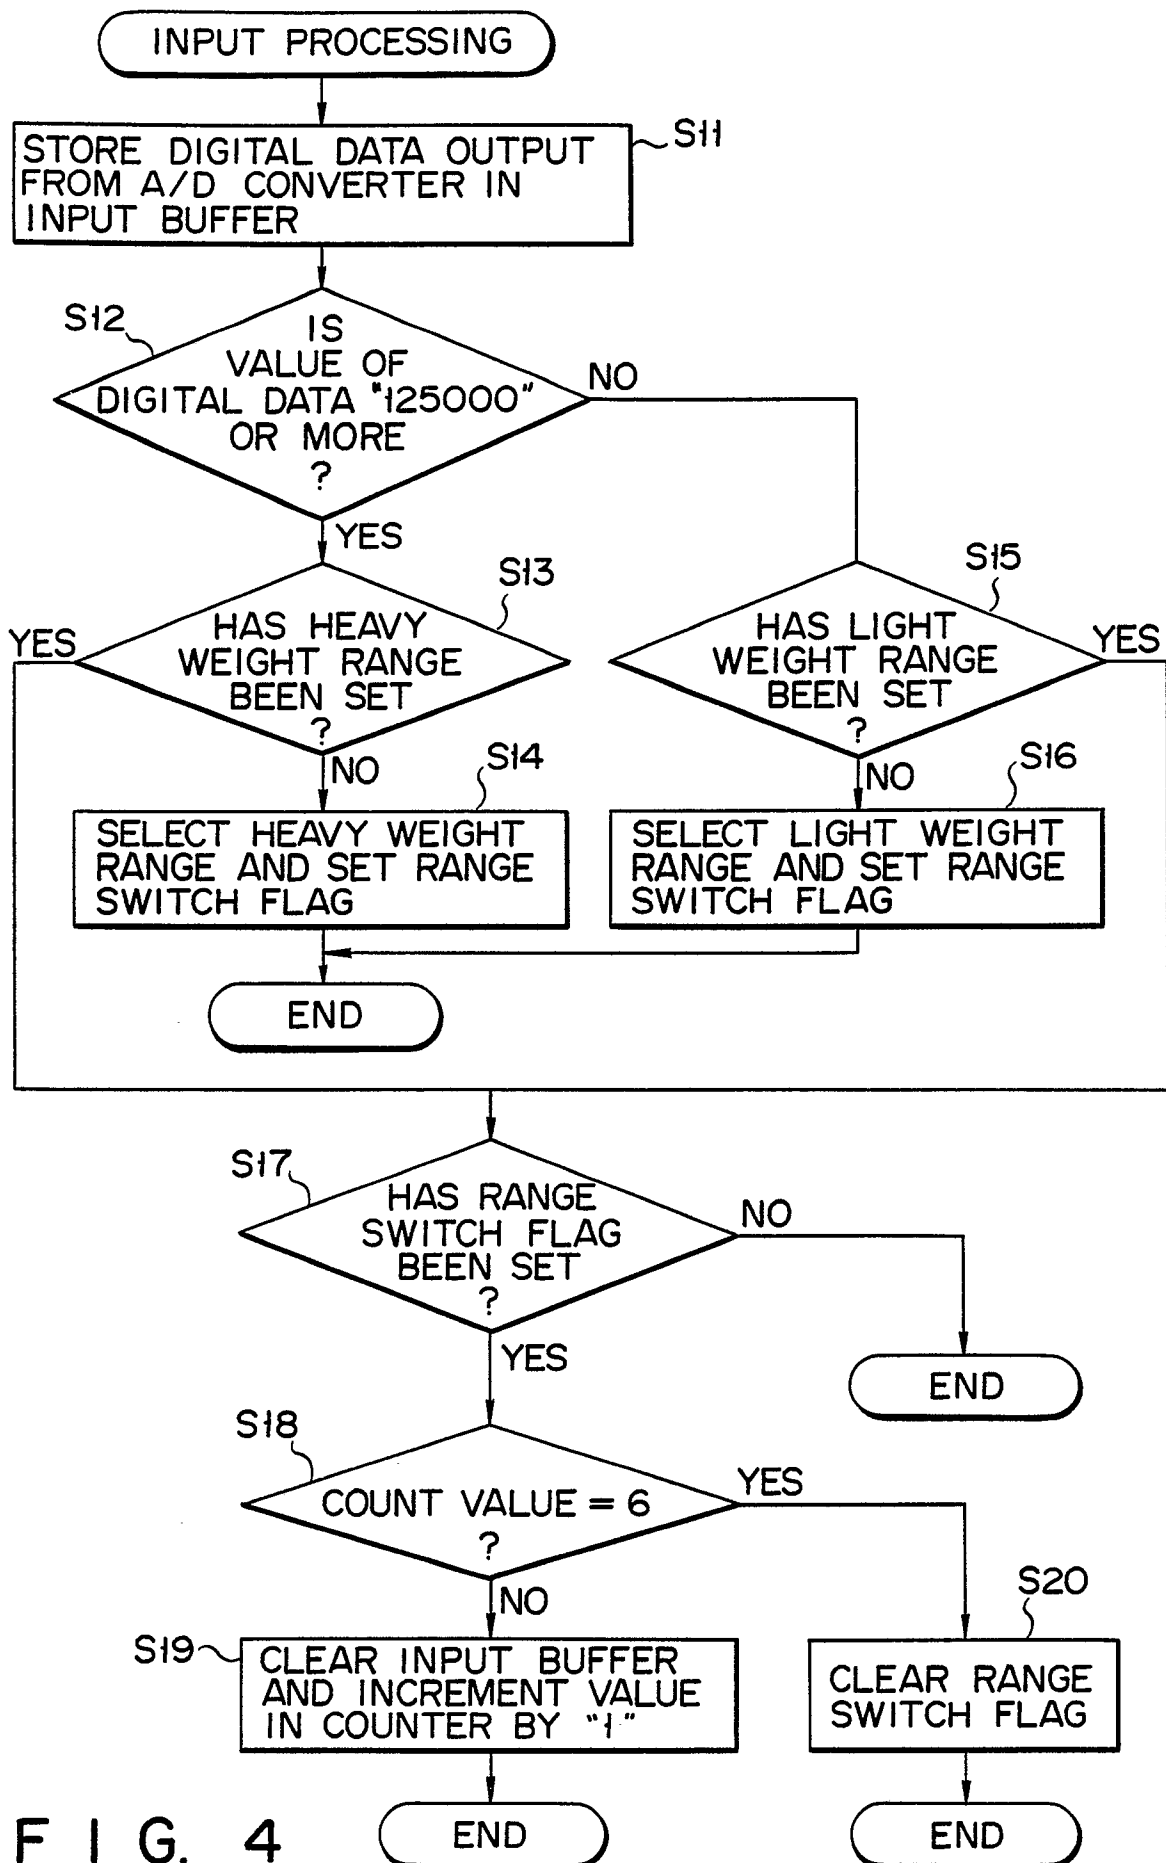 INPUT PROCESSING
STORE DIGITAL DATA OUTPUT
FROM A/D CONVERTER IN
INPUT BUFFER
S11
S12
IS
VALUE OF
DIGITAL DATA "125000"
OR MORE
?
NO
YES
S13
HAS HEAVY
WEIGHT RANGE
BEEN SET
?
YES
NO
S15
HAS LIGHT
WEIGHT RANGE
BEEN SET
?
YES
NO
S14
SELECT HEAVY WEIGHT
RANGE AND SET RANGE
SWITCH FLAG
S16
SELECT LIGHT WEIGHT
RANGE AND SET RANGE
SWITCH FLAG
END
S17
HAS RANGE
SWITCH FLAG
BEEN SET
?
NO
YES
END
S18
COUNT VALUE = 6
?
YES
NO
S19
CLEAR INPUT BUFFER
AND INCREMENT VALUE
IN COUNTER BY "1"
S20
CLEAR RANGE
SWITCH FLAG
END
END
FIG. 4